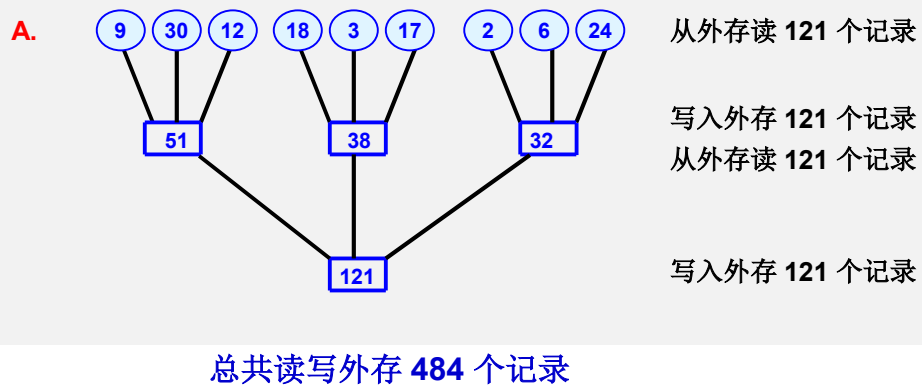 A. 9 30 12 18 3 17 2 6 24 从外存读 121 个记录
写入外存 121 个记录
51 38 32
从外存读 121 个记录
121 写入外存 121 个记录
总共读写外存 484 个记录